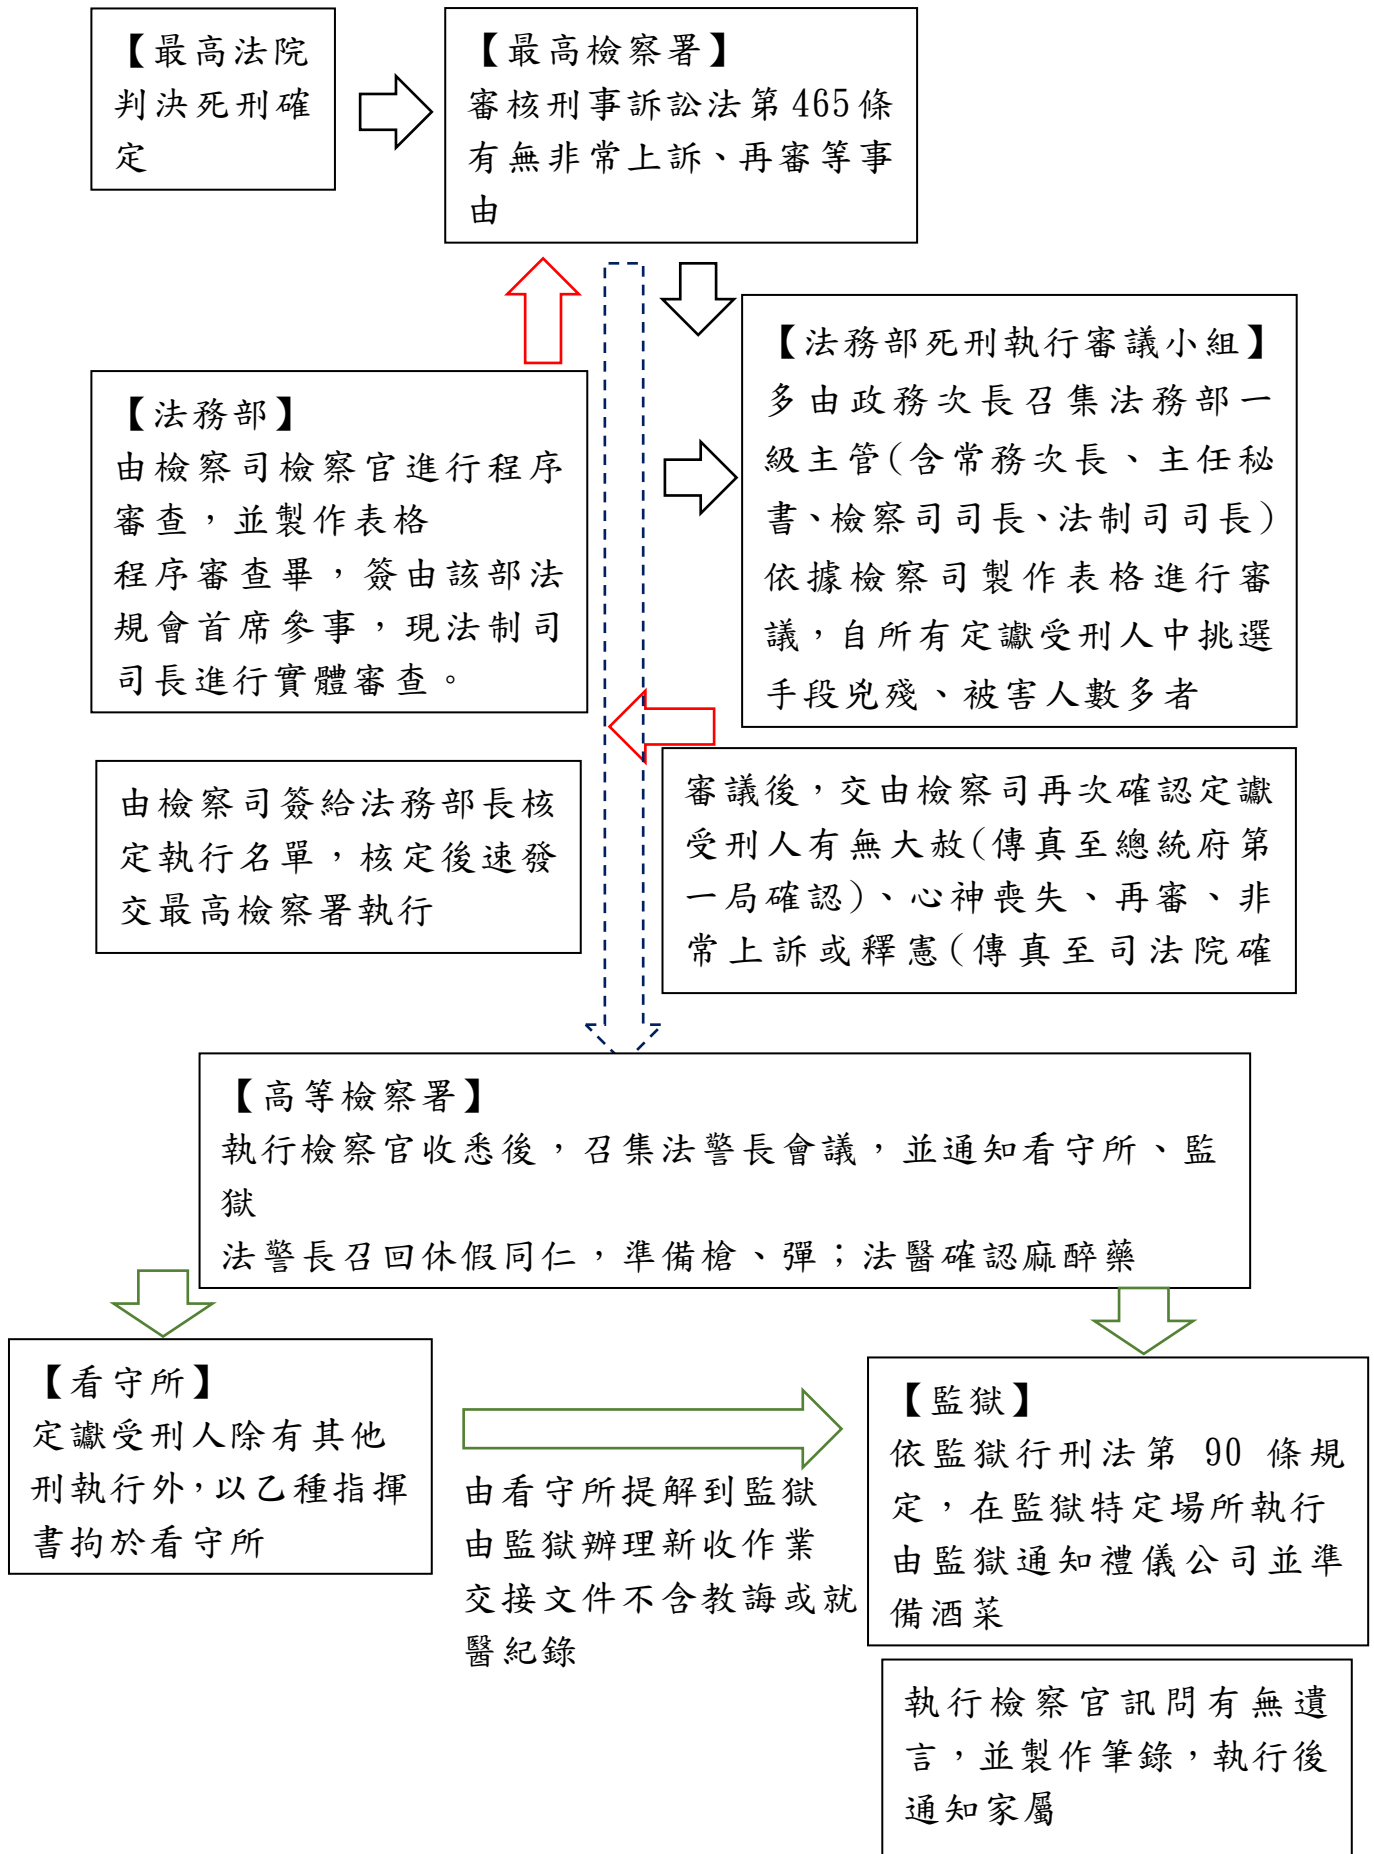 【最高法院
判決死刑確
定
【最高檢察署】
審核刑事訴訟法第465條
有無非常上訴、再審等事
由
【法務部死刑執行審議小組】
多由政務次長召集法務部一
級主管(含常務次長、主任秘
書、檢察司司長、法制司司長)
依據檢察司製作表格進行審
議，自所有定讞受刑人中挑選
手段兇殘、被害人數多者
【法務部】
由檢察司檢察官進行程序
審查，並製作表格
程序審查畢，簽由該部法
規會首席參事，現法制司
司長進行實體審查。
審議後，交由檢察司再次確認定讞
受刑人有無大赦(傳真至總統府第
一局確認)、心神喪失、再審、非
常上訴或釋憲(傳真至司法院確
由檢察司簽給法務部長核
定執行名單，核定後速發
交最高檢察署執行
【高等檢察署】
執行檢察官收悉後，召集法警長會議，並通知看守所、監
獄
法警長召回休假同仁，準備槍、彈；法醫確認麻醉藥
【看守所】
定讞受刑人除有其他
刑執行外，以乙種指揮
書拘於看守所
由看守所提解到監獄
由監獄辦理新收作業
交接文件不含教誨或就
醫紀錄
【監獄】
依監獄行刑法第 90 條規
定，在監獄特定場所執行
由監獄通知禮儀公司並準
備酒菜
執行檢察官訊問有無遺
言，並製作筆錄，執行後
通知家屬